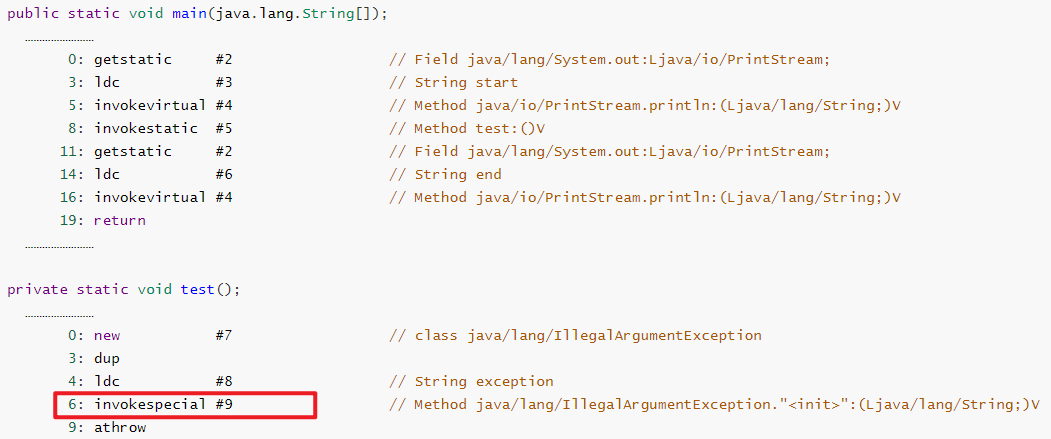 public static void main(java.lang.String[]);
........................
0: getstatic #2 // Field java/lang/System.out:Ljava/io/PrintStream;
3: ldc #3 // String start
5: invokevirtual #4 // Method java/io/PrintStream.println:(Ljava/lang/String;)V
8: invokestatic #5 // Method test:()V
11: getstatic #2 // Field java/lang/System.out:Ljava/io/PrintStream;
14: ldc #6 // String end
16: invokevirtual #4 // Method java/io/PrintStream.println:(Ljava/lang/String;)V
19: return
........................
private static void test();
........................
0: new #7 // class java/lang/IllegalArgumentException
3: dup
4: ldc #8 // String exception
6: invokespecial #9 // Method java/lang/IllegalArgumentException."<init>":(Ljava/lang/String;)V
9: athrow